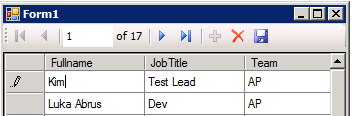 Form1
1 of 17
Fullname JobTitle Team
Kim Test Lead AP
Luka Abrus Dev AP